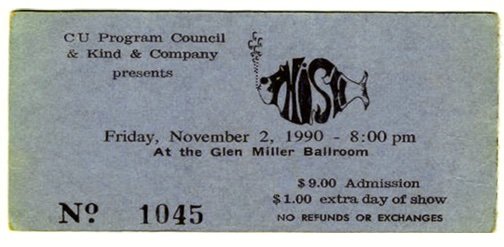 CU Program Council
& Kind & Company
presents
PHISH
Friday, November 2, 1990 - 8:00 pm
At the Glen Miller Ballroom
$9.00 Admission
$1.00 extra day of show
Nº 1045
NO REFUNDS OR EXCHANGES